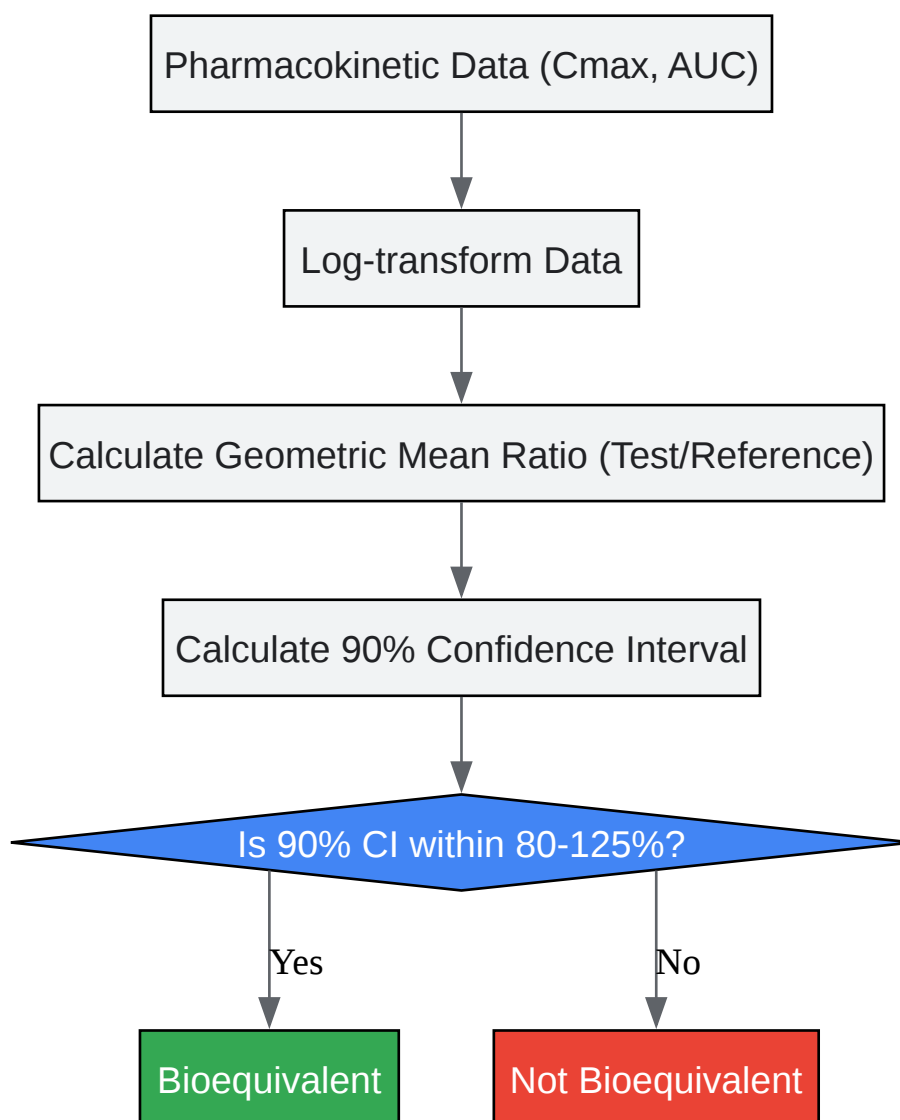 Pharmacokinetic Data (Cmax, AUC)
Log-transform Data
Calculate Geometric Mean Ratio (Test/Reference)
Calculate 90% Confidence Interval
Is 90% CI within 80-125%?
Yes
No
Bioequivalent
Not Bioequivalent